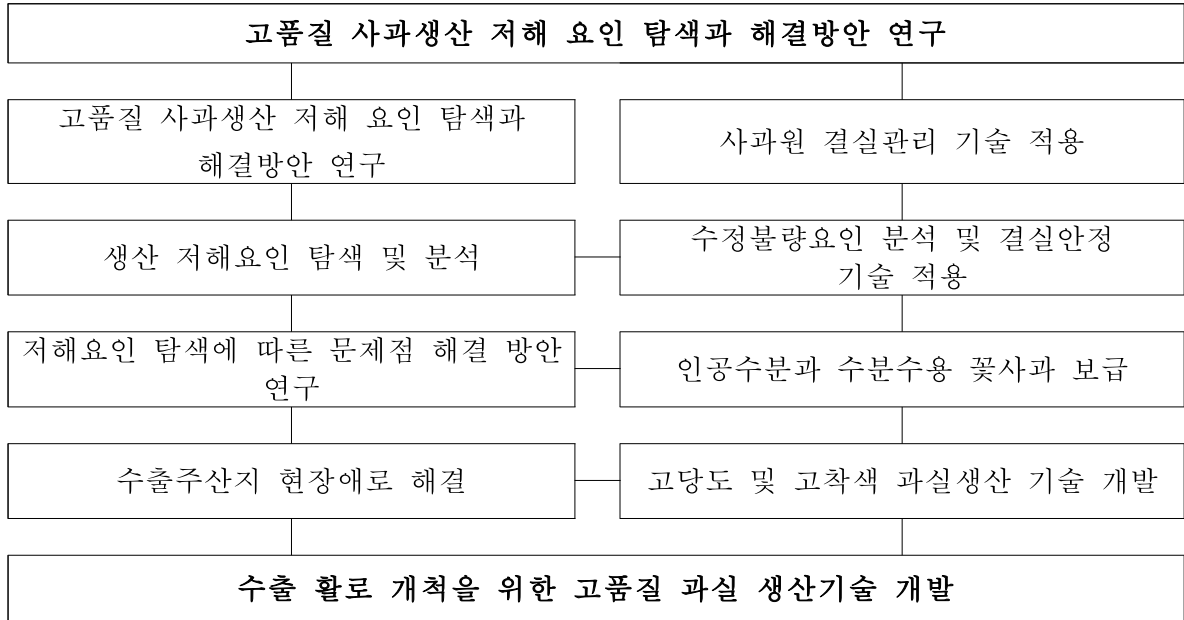 고품질 사과생산 저해 요인 탐색과 해결방안 연구
고품질 사과생산 저해 요인 탐색과
해결방안 연구
사과원 결실관리 기술 적용
생산 저해요인 탐색 및 분석
수정불량요인 분석 및 결실안정
기술 적용
저해요인 탐색에 따른 문제점 해결 방안
연구
인공수분과 수분수용 꽃사과 보급
수출주산지 현장애로 해결
고당도 및 고착색 과실생산 기술 개발
수출 활로 개척을 위한 고품질 과실 생산기술 개발